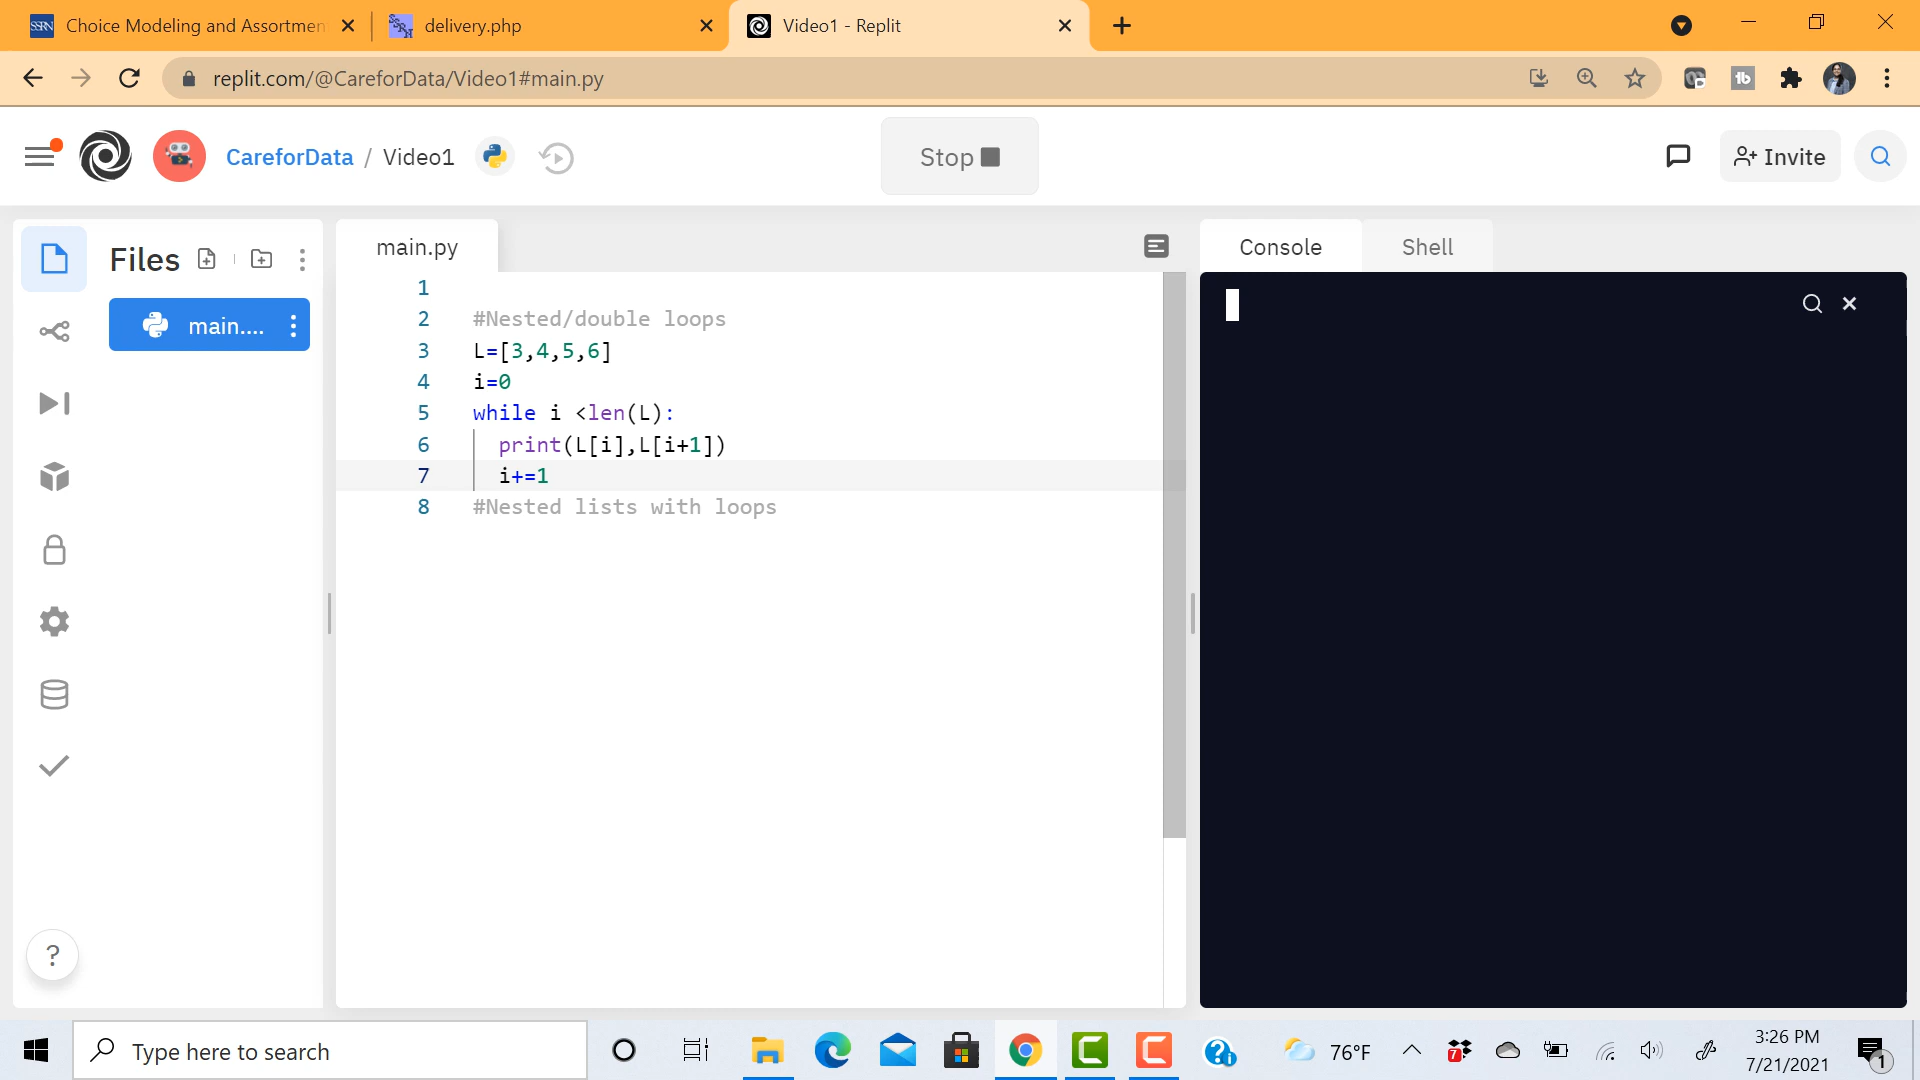 SSRN Choice Modeling and Assortmen
delivery.php
Video1 - Replit
replit.com/@CareforData/Video1#main.py
CareforData / Video1
Stop
Invite
Files
main....
main.py
1
2 #Nested/double loops
3 L=[3,4,5,6]
4 i=0
5 while i <len(L):
6 print(L[i],L[i+1])
7 i+=1
8 #Nested lists with loops
Console
Shell
?
Type here to search
76°F
7
3:26 PM
7/21/2021
1